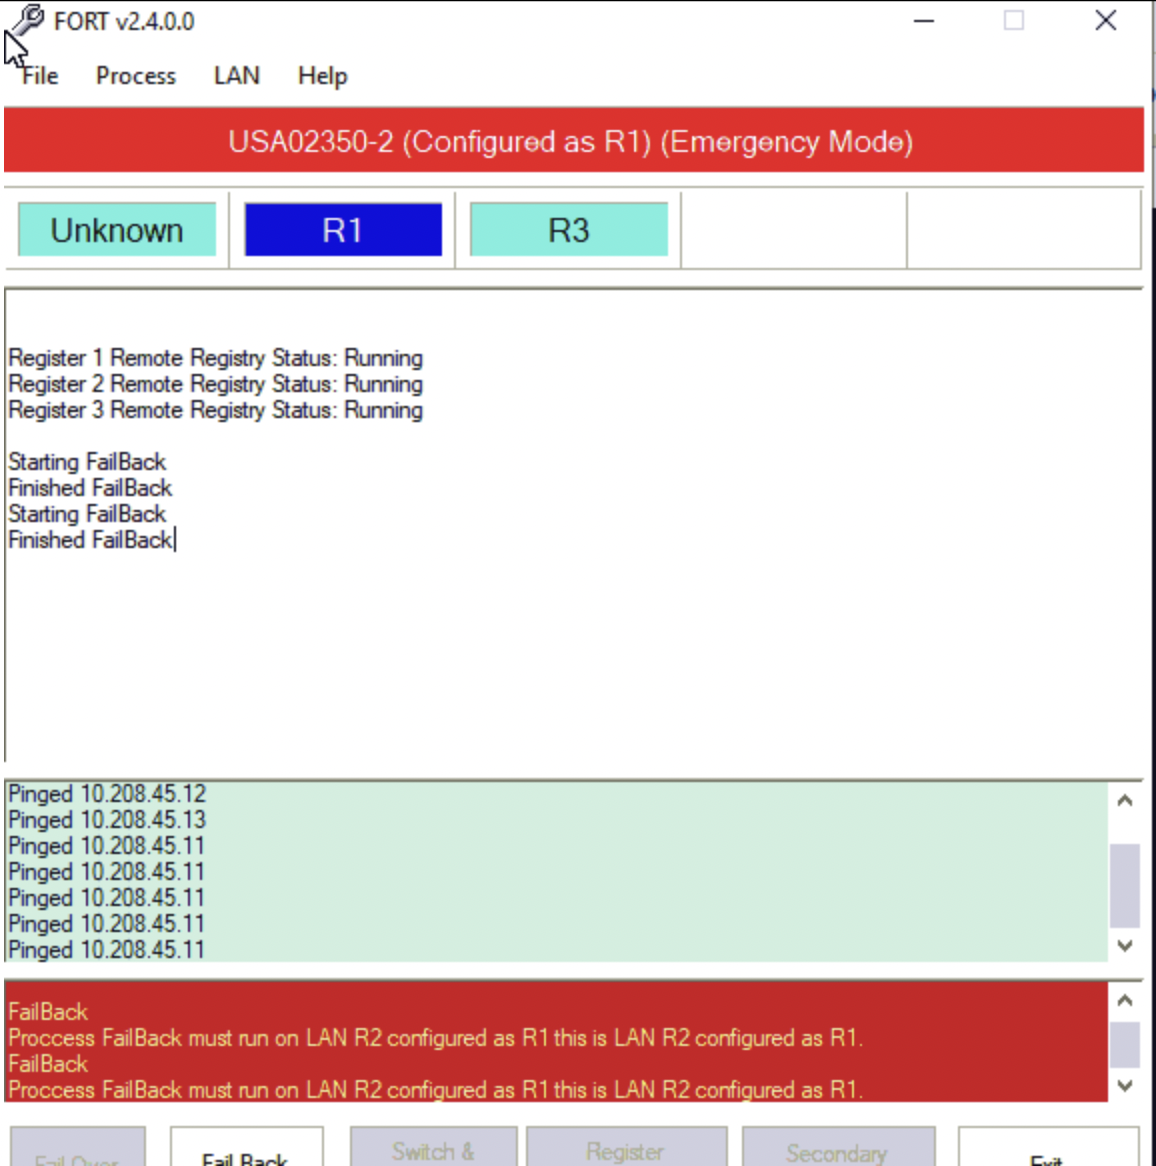 FORT v2.4.0.0
File Process LAN Help
USA02350-2 (Configured as R1) (Emergency Mode)
Unknown R1 R3
Register 1 Remote Registry Status: Running
Register 2 Remote Registry Status: Running
Register 3 Remote Registry Status: Running
Starting FailBack
Finished FailBack
Starting FailBack
Finished FailBack
Pinged 10.208.45.12
Pinged 10.208.45.13
Pinged 10.208.45.11
Pinged 10.208.45.11
Pinged 10.208.45.11
Pinged 10.208.45.11
Pinged 10.208.45.11
FailBack
Proccess FailBack must run on LAN R2 configured as R1 this is LAN R2 configured as R1.
FailBack
Proccess FailBack must run on LAN R2 configured as R1 this is LAN R2 configured as R1.
Fail Over Fail Back Switch & Register Secondary Exit